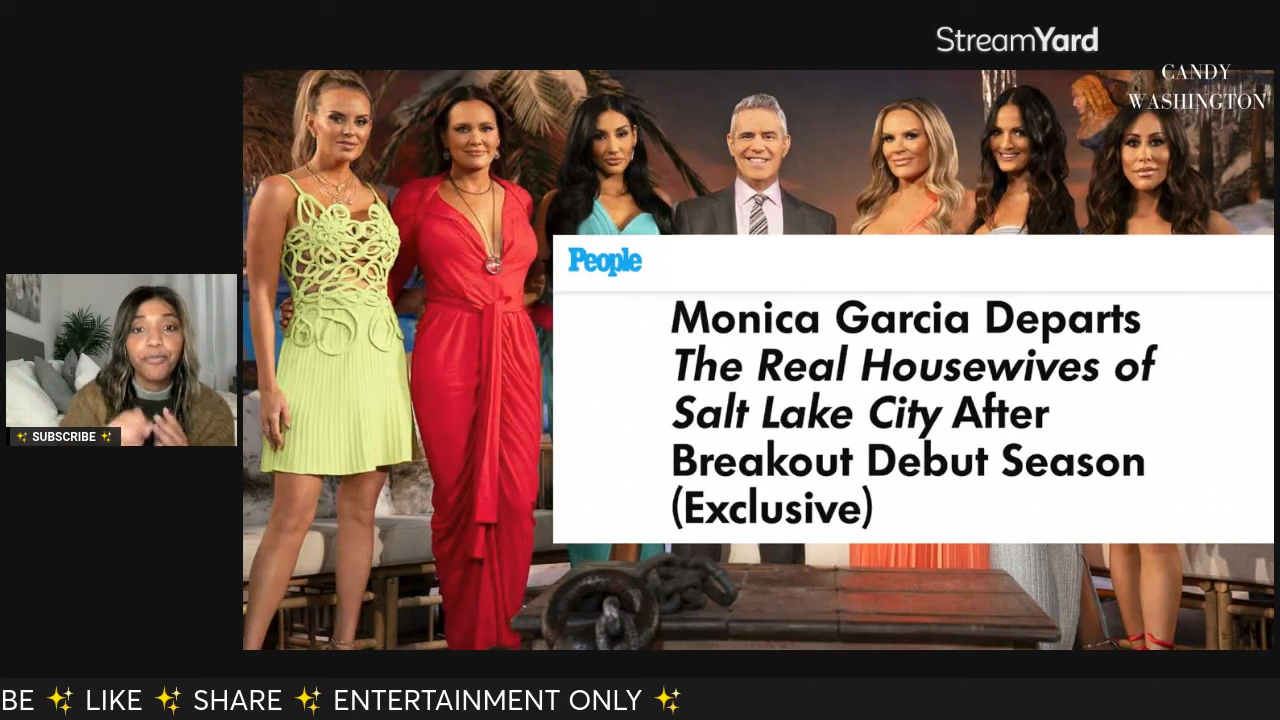 StreamYard
CANDY
WASHINGTON
People
Monica Garcia Departs
The Real Housewives of
Salt Lake City After
Breakout Debut Season
(Exclusive)
✨ SUBSCRIBE ✨
BE ✨ LIKE ✨ SHARE ✨ ENTERTAINMENT ONLY ✨